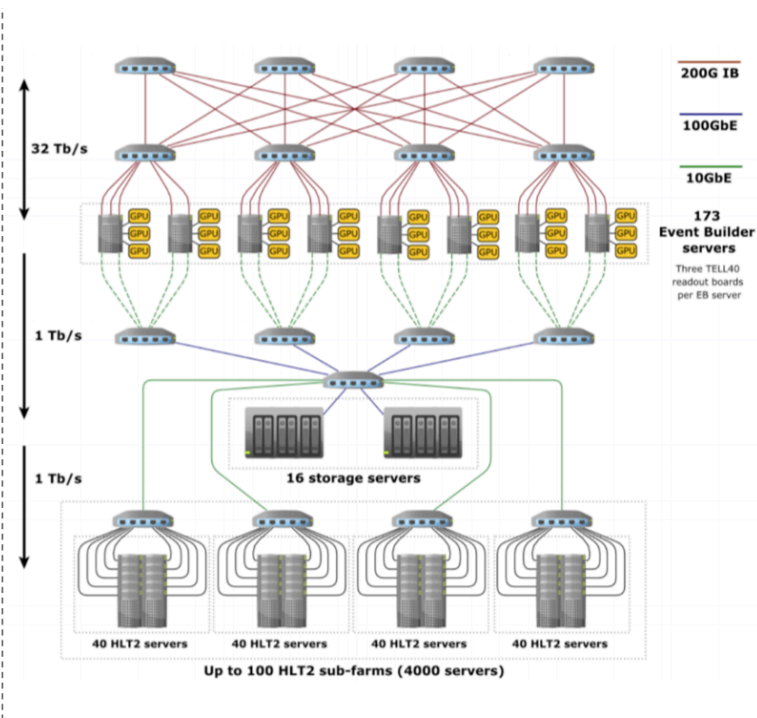 200G IB
100GbE
10GbE
32 Tb/s
GPU GPU GPU GPU GPU GPU GPU GPU
GPU GPU GPU GPU GPU GPU GPU GPU
GPU GPU GPU GPU GPU GPU GPU GPU
173
Event Builder
servers
Three TELL40
readout boards
per EB server
1 Tb/s
1 Tb/s
16 storage servers
40 HLT2 servers 40 HLT2 servers 40 HLT2 servers 40 HLT2 servers
Up to 100 HLT2 sub-farms (4000 servers)